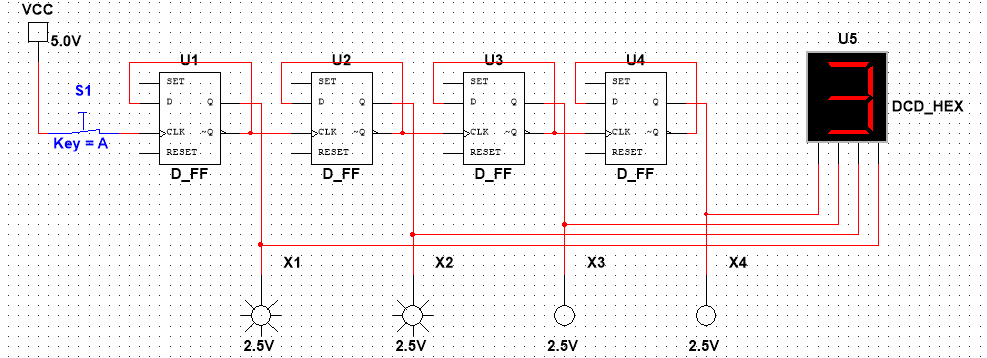 VCC
5.0V
S1
Key = A
U1
SET
D Q
CLK ~Q
RESET
D_FF
U2
SET
D Q
CLK ~Q
RESET
D_FF
U3
SET
D Q
CLK ~Q
RESET
D_FF
U4
SET
D Q
CLK ~Q
RESET
D_FF
U5
3
DCD_HEX
X1
2.5V
X2
2.5V
X3
2.5V
X4
2.5V